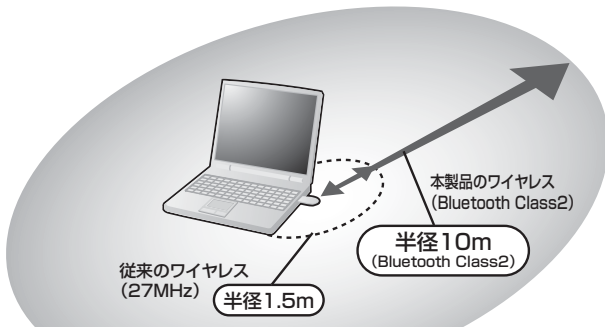 本製品のワイヤレス
（Bluetooth Class2）
半径10m
(Bluetooth Class2)
従来のワイヤレス
（27MHz）
半径1.5m